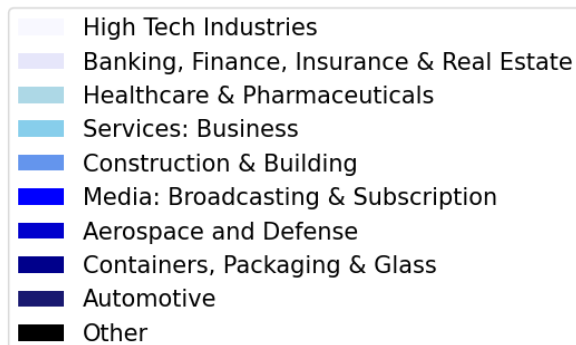 High Tech Industries
Banking, Finance, Insurance & Real Estate
Healthcare & Pharmaceuticals
Services: Business
Construction & Building
Media: Broadcasting & Subscription
Aerospace and Defense
Containers, Packaging & Glass
Automotive
Other